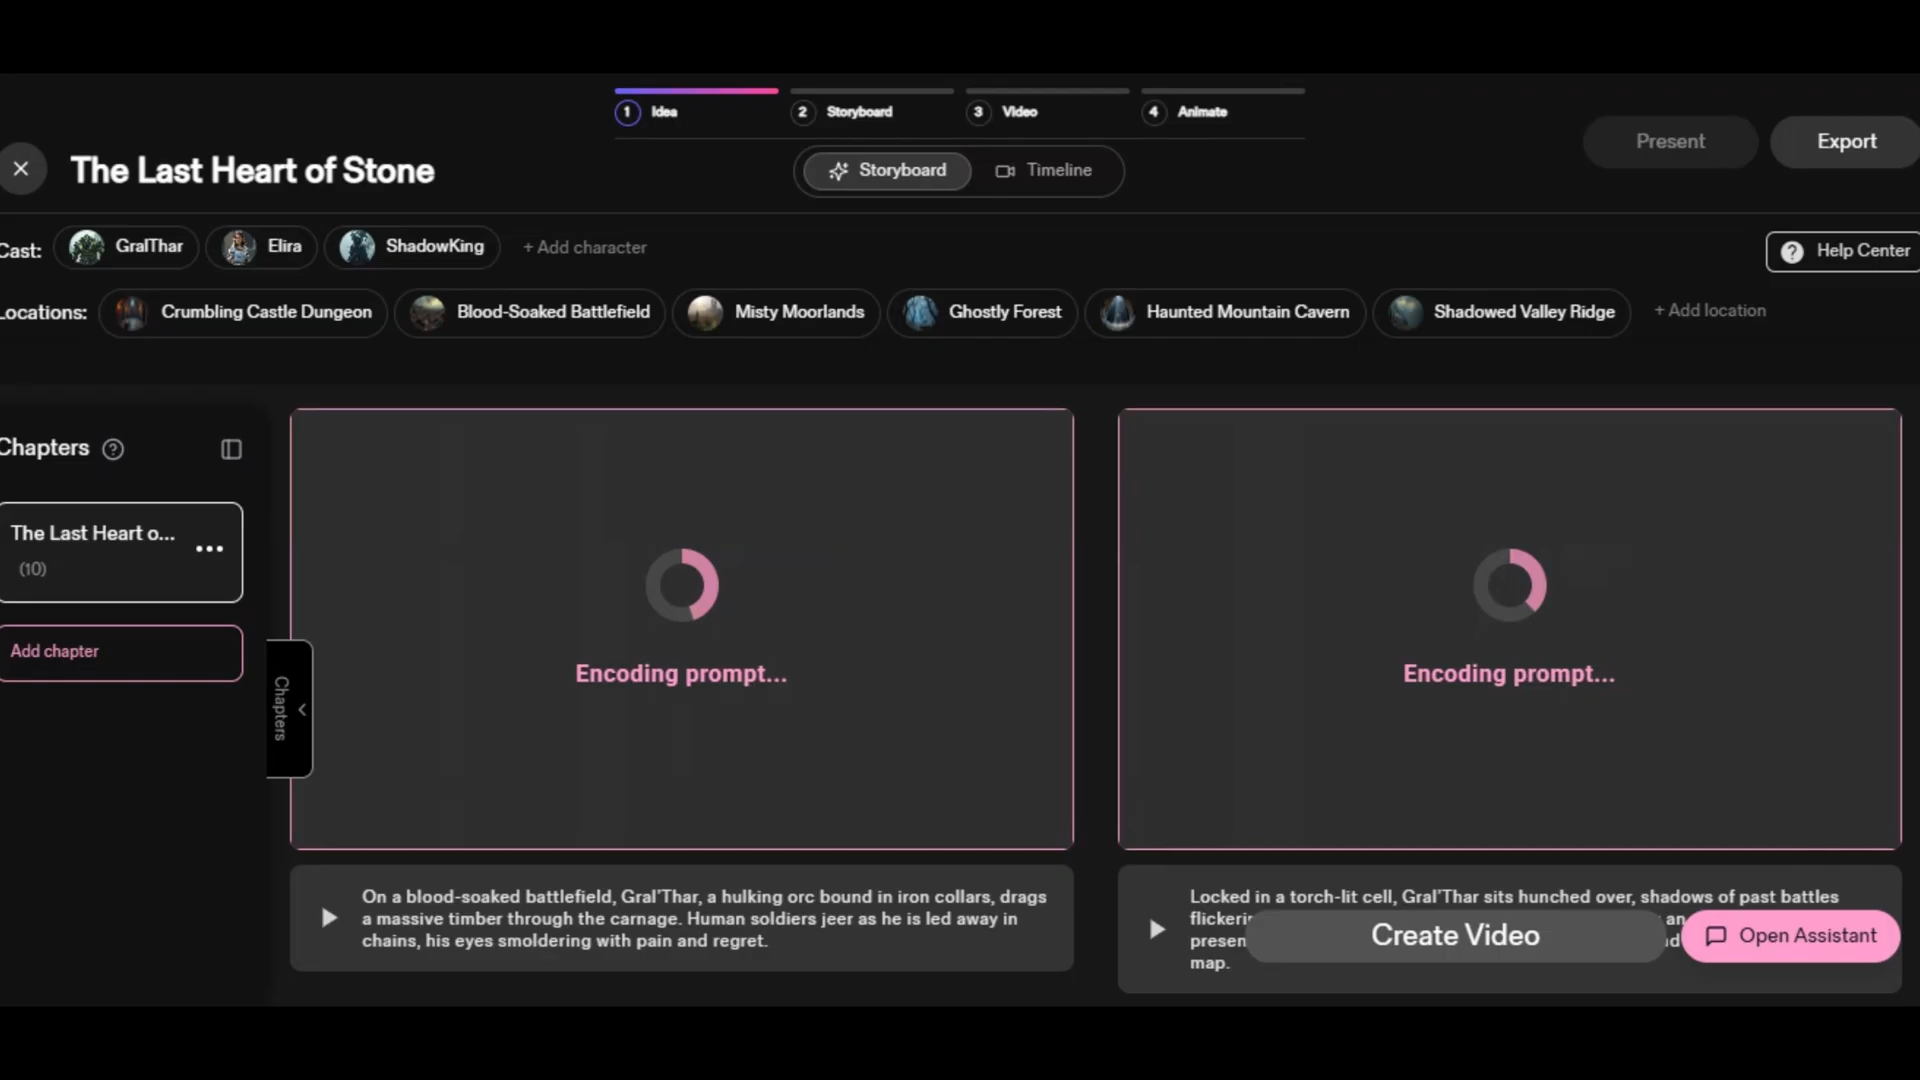 1 Idea
2 Storyboard
3 Video
4 Animate
The Last Heart of Stone
Storyboard
Timeline
Present
Export
Cast:
GralThar
Elira
ShadowKing
+ Add character
? Help Center
Locations:
Crumbling Castle Dungeon
Blood-Soaked Battlefield
Misty Moorlands
Ghostly Forest
Haunted Mountain Cavern
Shadowed Valley Ridge
+ Add location
Chapters ?
The Last Heart o...
(10)
Add chapter
Chapters
Encoding prompt...
Encoding prompt...
On a blood-soaked battlefield, Gral'Thar, a hulking orc bound in iron collars, drags
a massive timber through the carnage. Human soldiers jeer as he is led away in
chains, his eyes smoldering with pain and regret.
Locked in a torch-lit cell, Gral'Thar sits hunched over, shadows of past battles
map.
Create Video
Open Assistant